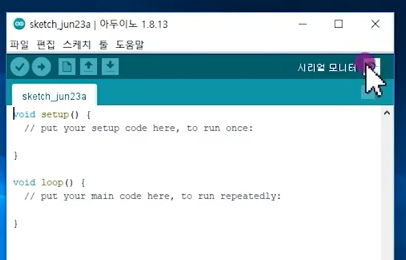 sketch_jun23a | 아두이노 1.8.13
파일 편집 스케치 툴 도움말
시리얼 모니터
sketch_jun23a
void setup() {
// put your setup code here, to run once:
}
void loop() {
// put your main code here, to run repeatedly:
}